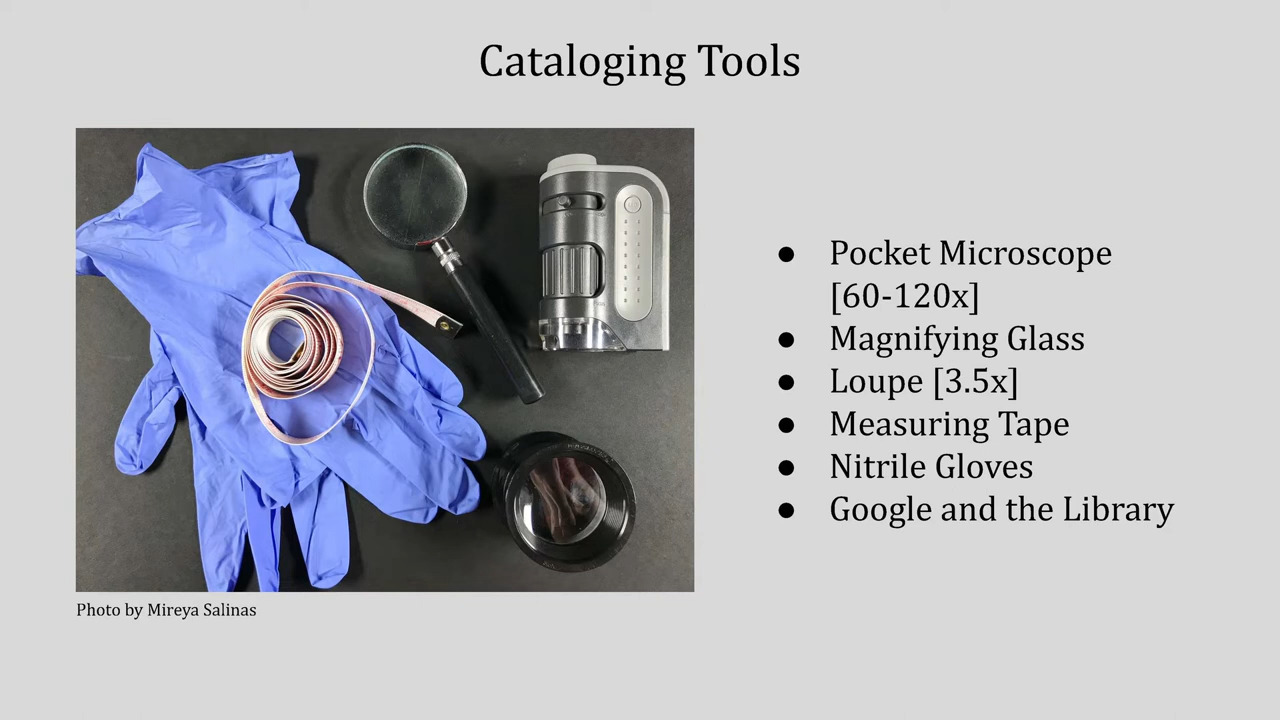 Cataloging Tools
● Pocket Microscope
[60-120x]
● Magnifying Glass
● Loupe [3.5x]
● Measuring Tape
● Nitrile Gloves
● Google and the Library
Photo by Mireya Salinas